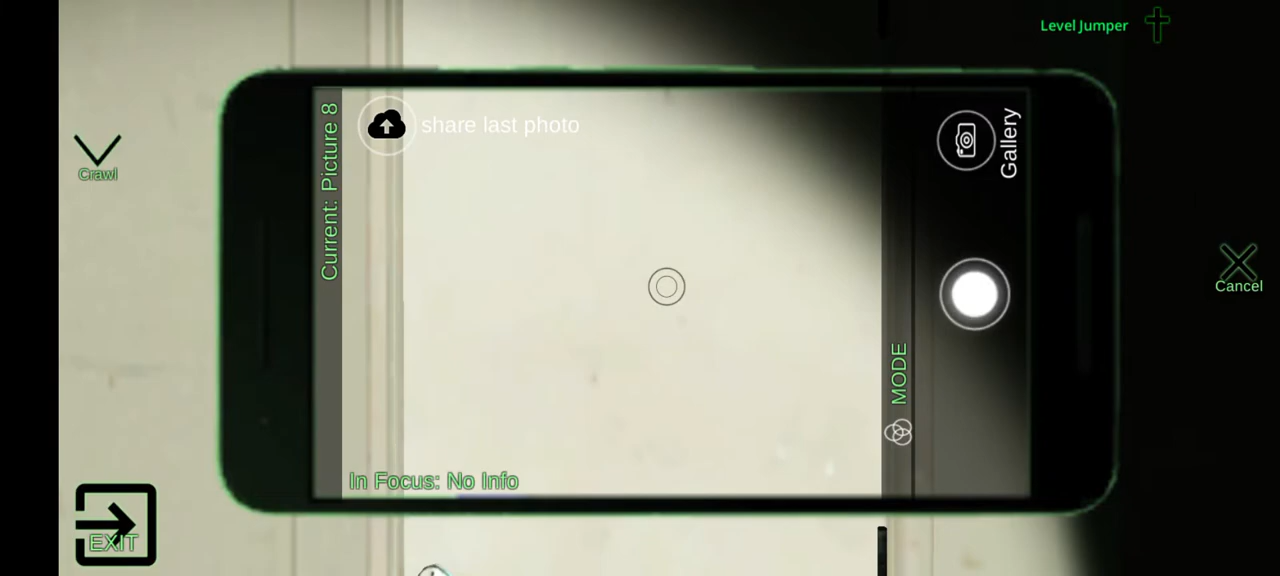 Level Jumper
Current: Picture 8
share last photo
Gallery
Crawl
Cancel
MODE
In Focus: No Info
EXIT